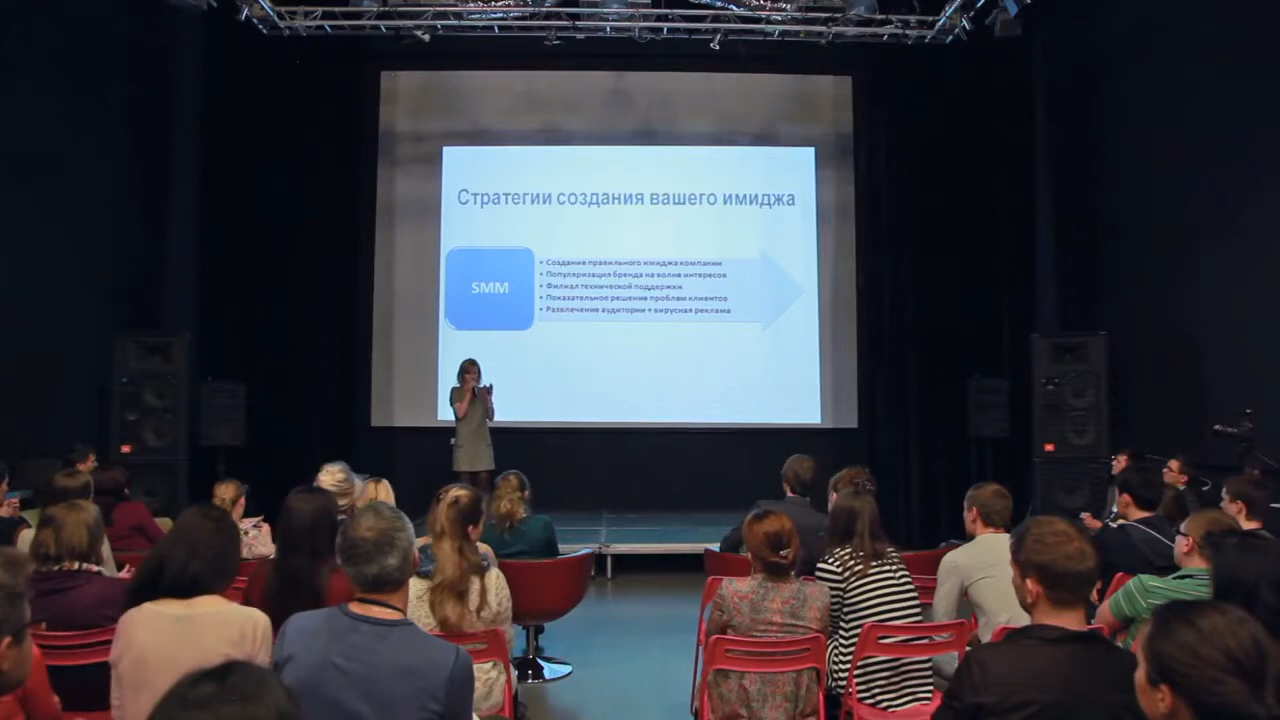 Стратегии создания вашего имиджа
SMM
• Создание правильного имиджа компании
• Популяризация бренда на волне интересов
• Филиал технической поддержки
• Показательное решение проблем клиентов
• Развлечение аудитории + вирусная реклама